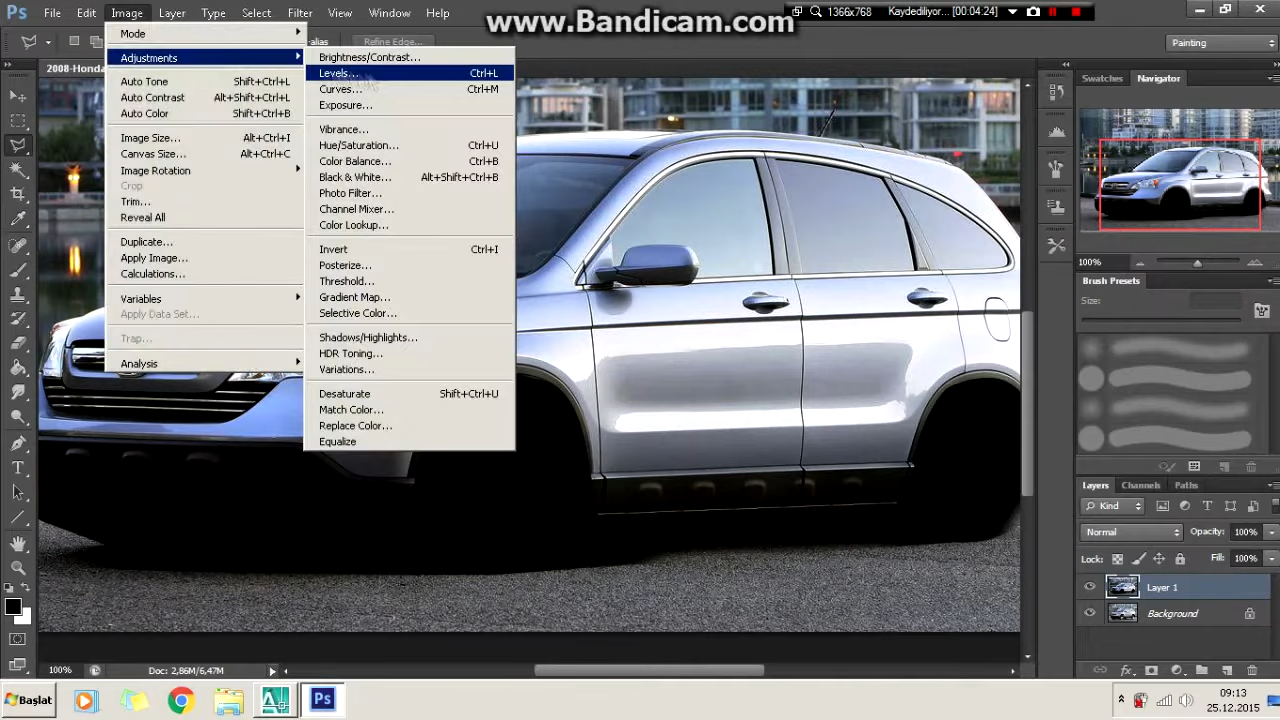 www.Bandicam.com
1366x768 Kaydediliyor... [00:04:24]
Ps File Edit Image Layer Type Select Filter View Window Help
alias Refine Edge... Painting
2008-Honda
Mode
Adjustments
Auto Tone Shift+Ctrl+L
Auto Contrast Alt+Shift+Ctrl+L
Auto Color Shift+Ctrl+B
Image Size... Alt+Ctrl+I
Canvas Size... Alt+Ctrl+C
Image Rotation
Crop
Trim...
Reveal All
Duplicate...
Apply Image...
Calculations...
Variables
Apply Data Set...
Trap...
Analysis
Brightness/Contrast...
Levels... Ctrl+L
Curves... Ctrl+M
Exposure...
Vibrance...
Hue/Saturation... Ctrl+U
Color Balance... Ctrl+B
Black & White... Alt+Shift+Ctrl+B
Photo Filter...
Channel Mixer...
Color Lookup...
Invert Ctrl+I
Posterize...
Threshold...
Gradient Map...
Selective Color...
Shadows/Highlights...
HDR Toning...
Variations...
Desaturate Shift+Ctrl+U
Match Color...
Replace Color...
Equalize
Swatches Navigator
100%
Brush Presets
Size:
Layers Channels Paths
Kind
Normal Opacity: 100%
Lock: Fill: 100%
Layer 1
Background
100% Doc: 2,86M/6,47M
Başlat
Ps
09:13
25.12.2015